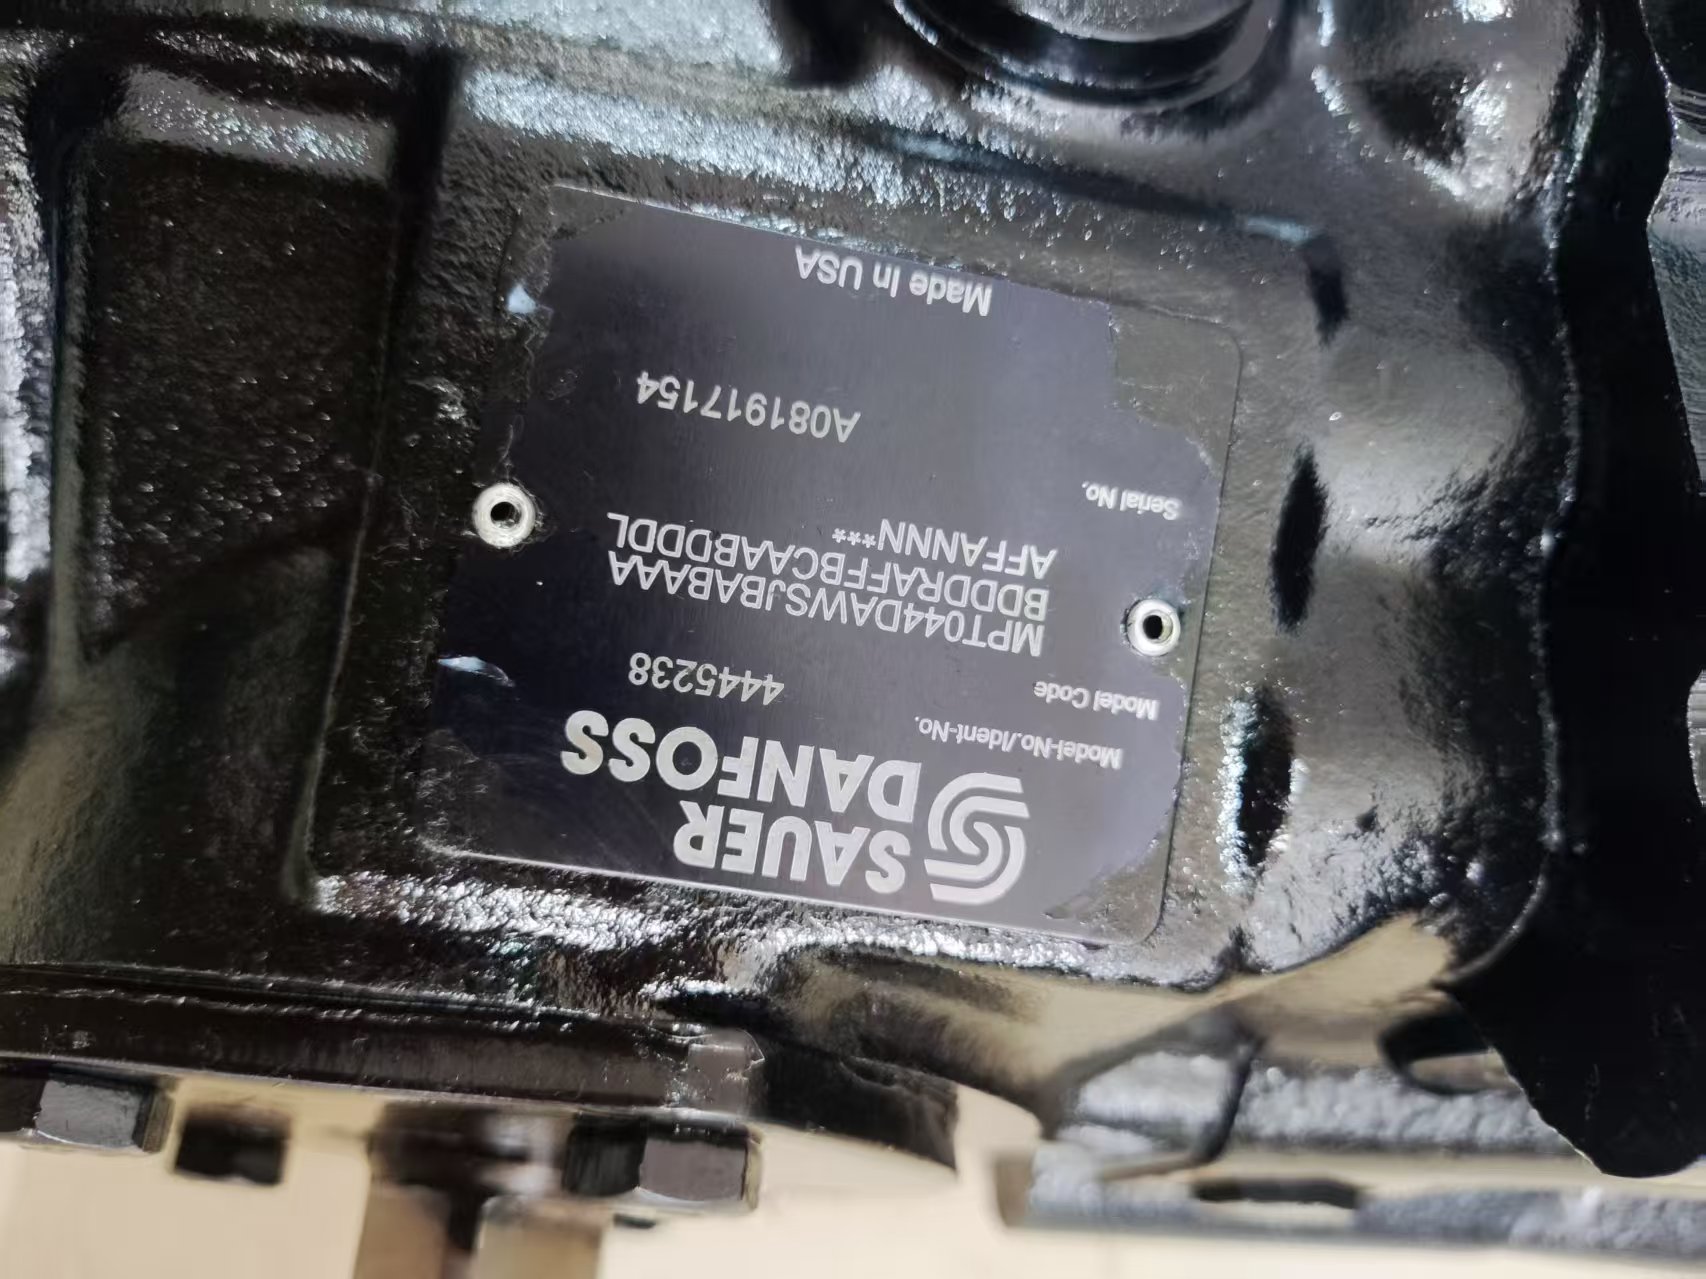 SAUER
DANFOSS
Model-No./Ident-No.
4445238
Model Code
MPT044DAWSJBABAAA
BDDDRAFFBCAABDDDL
AFFANNN***
Serial No.
A081917154
Made In USA